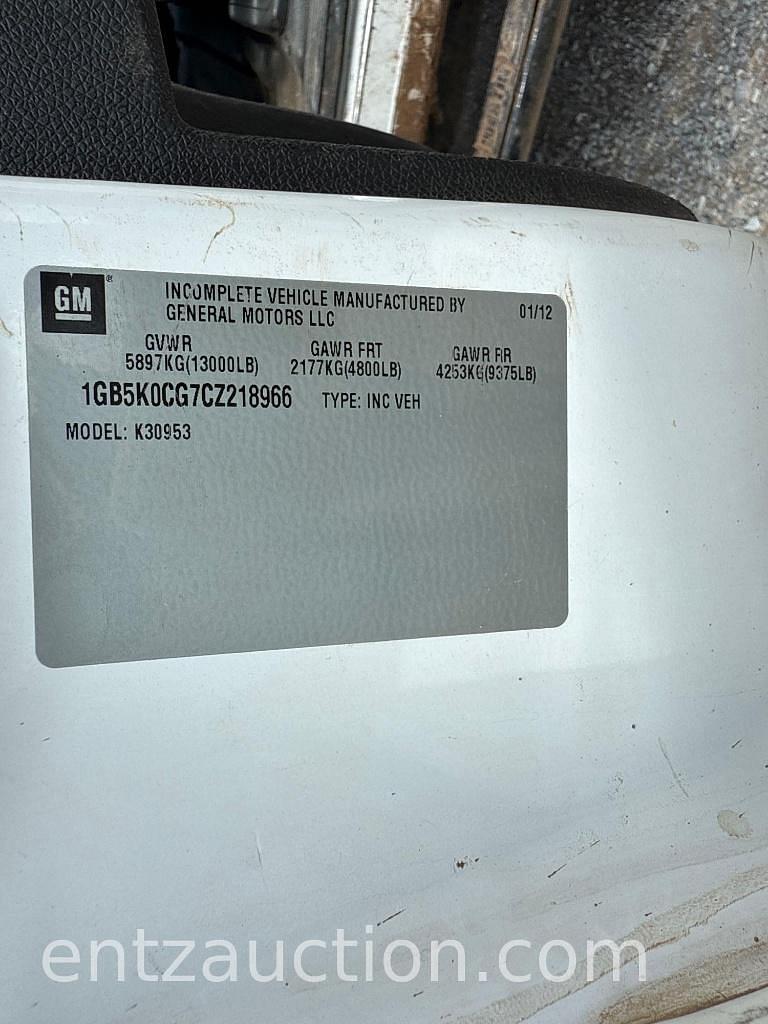 GM
INCOMPLETE VEHICLE MANUFACTURED BY 01/12
GENERAL MOTORS LLC
GVWR GAWR FRT GAWR RR
5897KG(13000LB) 2177KG(4800LB) 4253KG(9375LB)
1GB5K0CG7CZ218966 TYPE: INC VEH
MODEL: K30953
entzauction.com